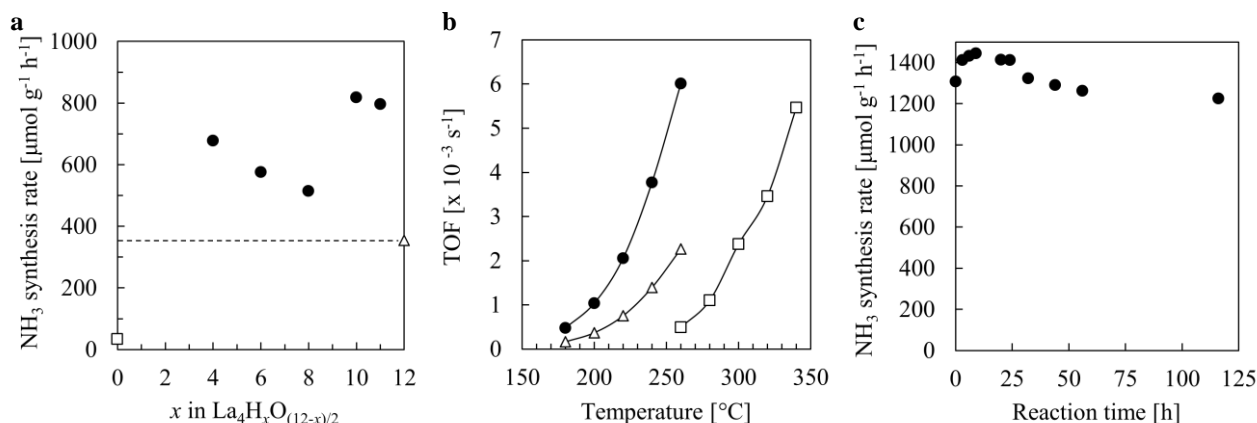 a
1000
800
600
400
200
0
NH₃ synthesis rate [µmol g⁻¹ h⁻¹]
0 2 4 6 8 10 12
x in La₄HₓO₍₁₂₋ₓ₎/₂
b
7
6
5
4
3
2
1
0
TOF [x 10 ⁻³ s⁻¹]
150 200 250 300 350
Temperature [°C]
c
1400
1200
1000
800
600
400
200
0
NH₃ synthesis rate [µmol g⁻¹ h⁻¹]
0 25 50 75 100 125
Reaction time [h]